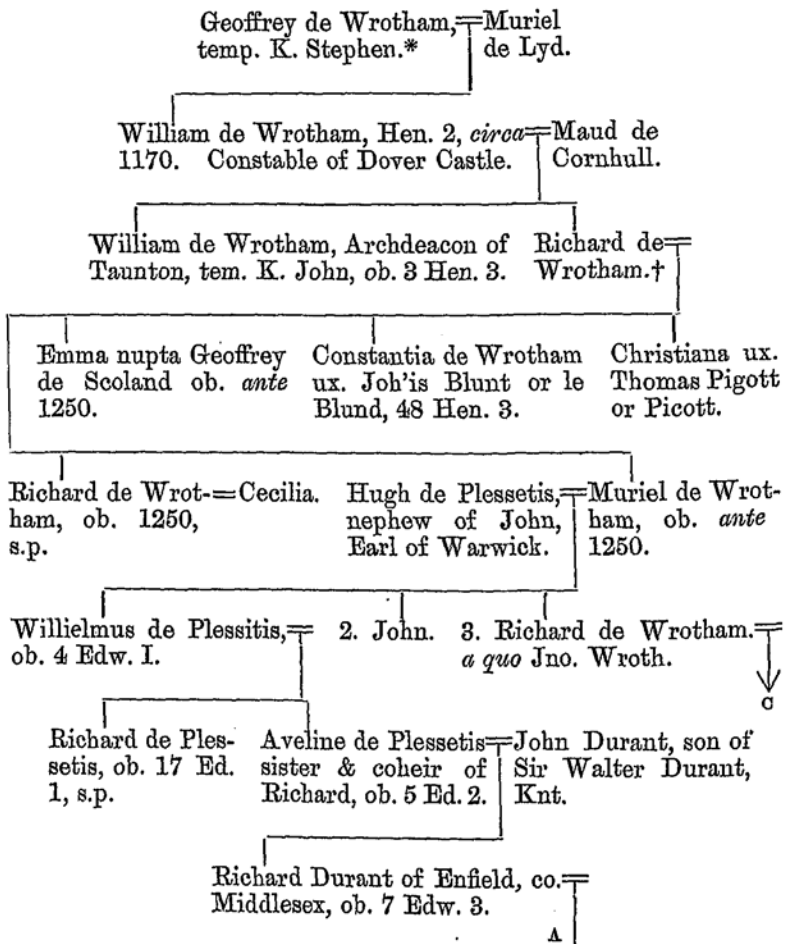 Geoffrey de Wrotham,=Muriel
temp. K. Stephen.* de Lyd.
William de Wrotham, Hen. 2, circa=Maud de
1170. Constable of Dover Castle. Cornhull.
William de Wrotham, Archdeacon of Richard de=
Taunton, tem. K. John, ob. 3 Hen. 3. Wrotham.†
Emma nupta Geoffrey Constantia de Wrotham Christiana ux.
de Scoland ob. ante ux. Joh'is Blunt or le Thomas Pigott
1250. Blund, 48 Hen. 3. or Picott.
Richard de Wrot-=Cecilia. Hugh de Plessetis,=Muriel de Wrot-
ham, ob. 1250, nephew of John, ham, ob. ante
s.p. Earl of Warwick. 1250.
Willielmus de Plessitis,= 2. John. 3. Richard de Wrotham.=
ob. 4 Edw. I. a quo Jno. Wroth.
C
Richard de Ples- Aveline de Plessetis=John Durant, son of
setis, ob. 17 Ed. sister & coheir of Sir Walter Durant,
1, s.p. Richard, ob. 5 Ed. 2. Knt.
Richard Durant of Enfield, co.=
Middlesex, ob. 7 Edw. 3.
A